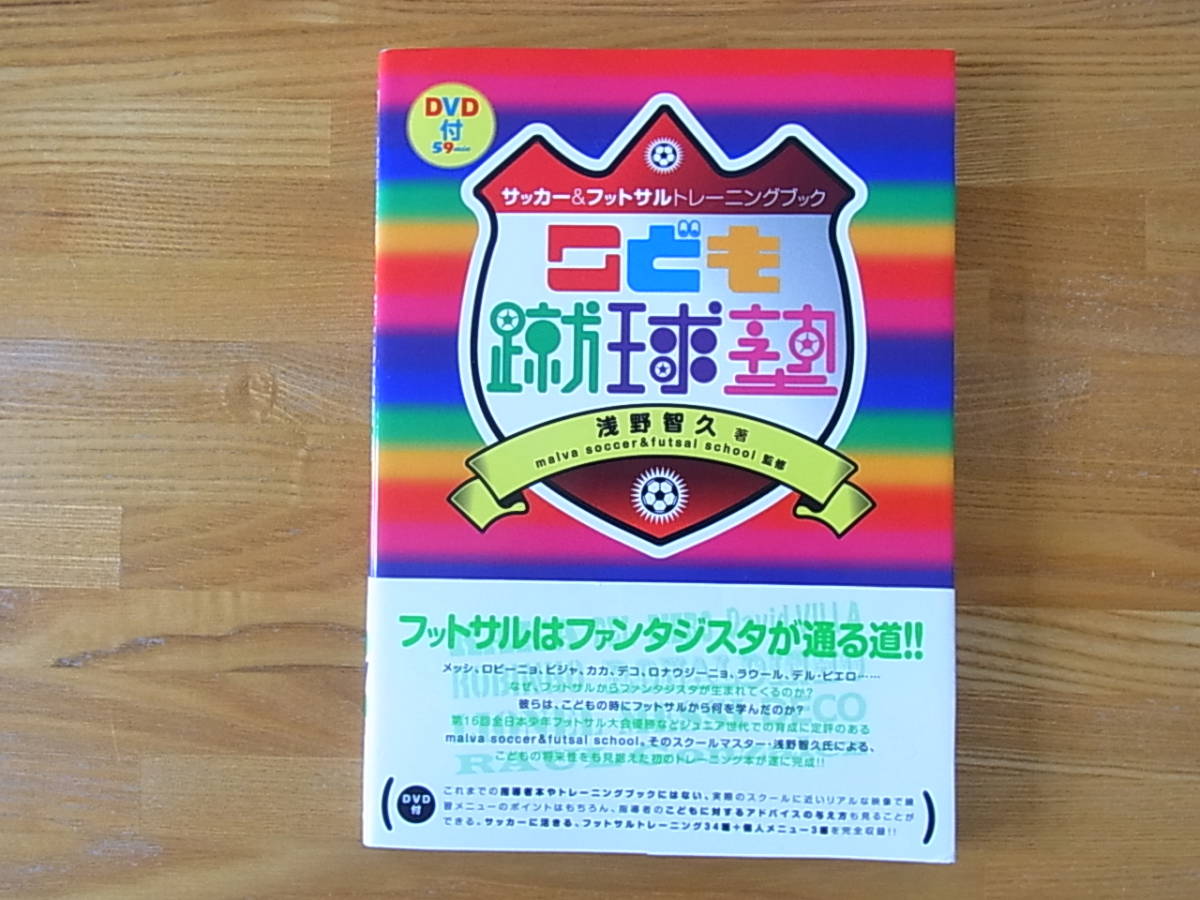 DVD
付
59min
サッカー&フットサルトレーニングブック
こども
蹴球塾
浅野智久 著
malva soccer&futsal school 監修
David VILLA
フットサルはファンタジスタが通る道!!
メッシ、ロビーニョ、ビジャ、カカ、デコ、ロナウジーニョ、ラウール、デル・ピエロ……
なぜ、フットサルからファンタジスタが生まれてくるのか?
彼らは、こどもの時にフットサルから何を学んだのか?
DECO
第16回全日本少年フットサル大会優勝などジュニア世代での育成に定評のある
malva soccer&futsal school。そのスクールマスター・浅野智久氏による、
こどもの将来性をも見据えた初のトレーニング本が遂に完成!!
DVD
付
これまでの指導者本やトレーニングブックにはない、実際のスクールに近いリアルな映像で練
習メニューのポイントはもちろん、指導者のこどもに対するアドバイスの与え方も見ることが
できる。サッカーに活きる、フットサルトレーニング34種+個人メニュー3種を完全収録!!